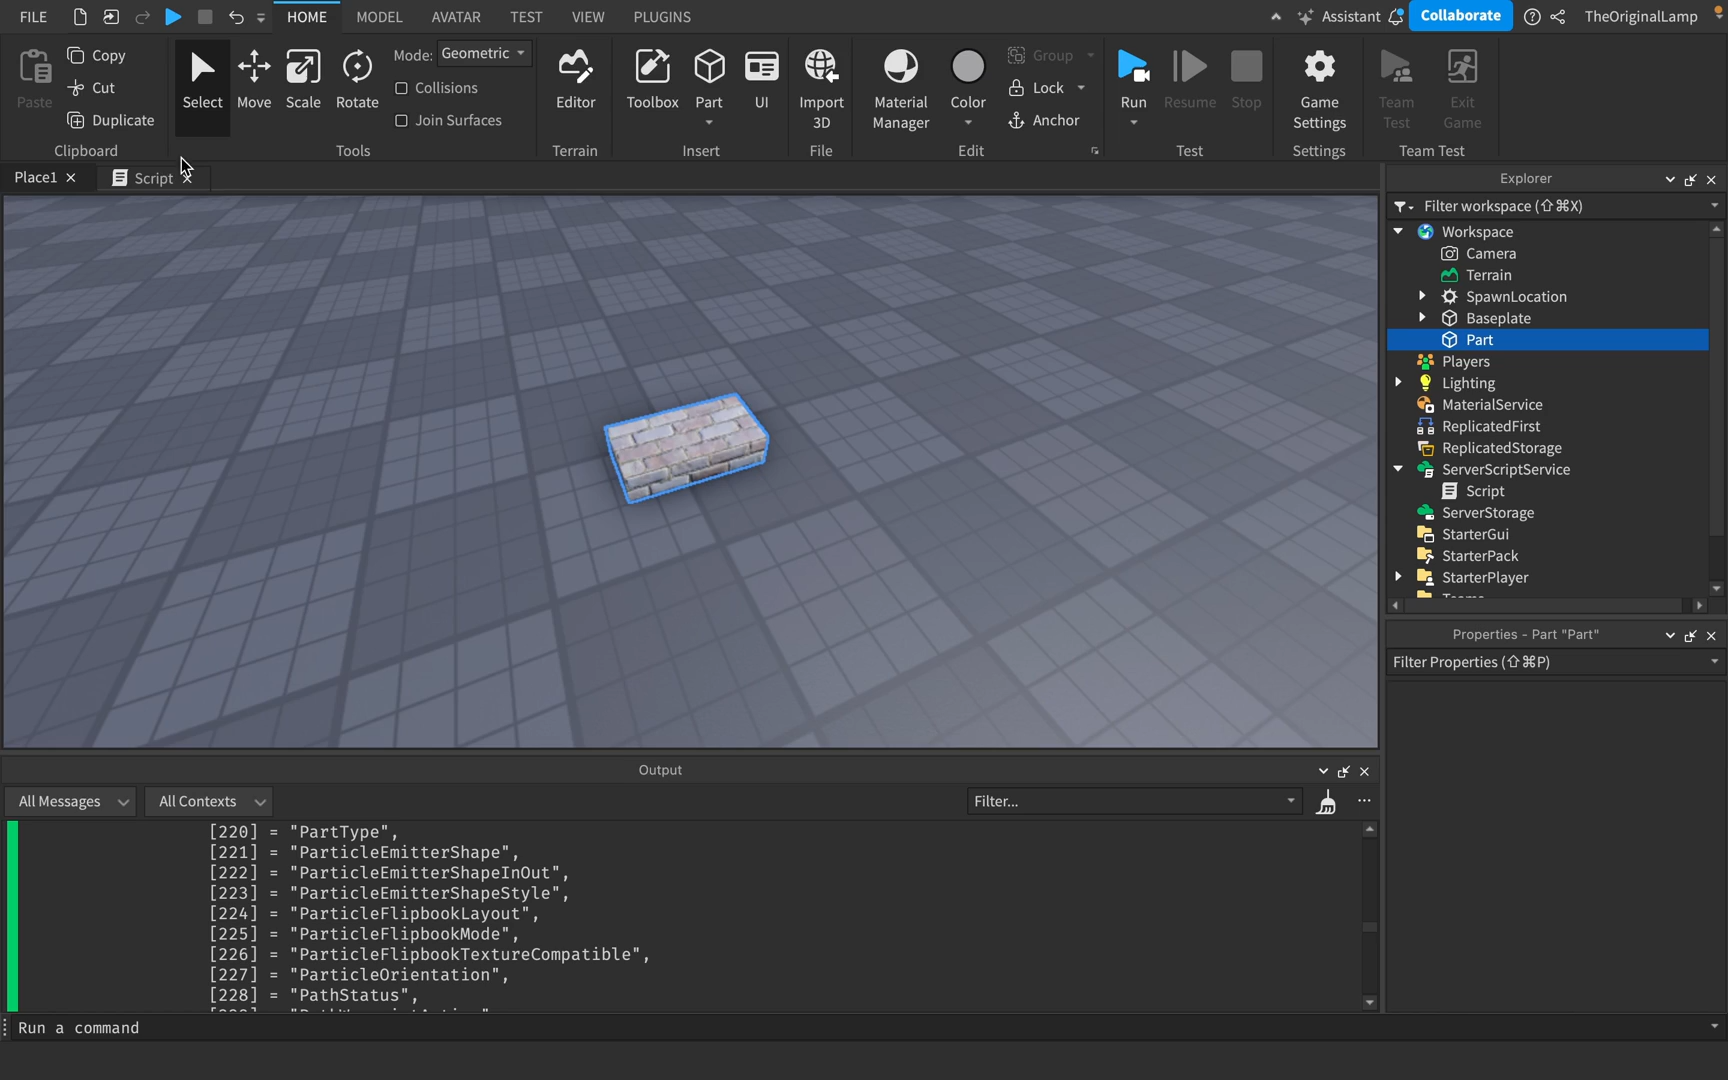 FILE HOME MODEL AVATAR TEST VIEW PLUGINS Assistant Collaborate TheOriginalLamp
Paste Copy Cut Duplicate
Clipboard
Select Move Scale Rotate
Mode: Geometric
Collisions
Join Surfaces
Tools
Editor
Terrain
Toolbox Part UI
Insert
Import 3D
File
Material Manager Color
Group
Lock
Anchor
Edit
Run Resume Stop
Test
Game Settings
Settings
Team Test Exit Game
Team Test
Place1 Script
Explorer
Filter workspace (⇧⌘X)
Workspace
Camera
Terrain
SpawnLocation
Baseplate
Part
Players
Lighting
MaterialService
ReplicatedFirst
ReplicatedStorage
ServerScriptService
Script
ServerStorage
StarterGui
StarterPack
StarterPlayer
Properties - Part "Part"
Filter Properties (⇧⌘P)
Output
All Messages All Contexts Filter...
[220] = "PartType",
[221] = "ParticleEmitterShape",
[222] = "ParticleEmitterShapeInOut",
[223] = "ParticleEmitterShapeStyle",
[224] = "ParticleFlipbookLayout",
[225] = "ParticleFlipbookMode",
[226] = "ParticleFlipbookTextureCompatible",
[227] = "ParticleOrientation",
[228] = "PathStatus",
Run a command